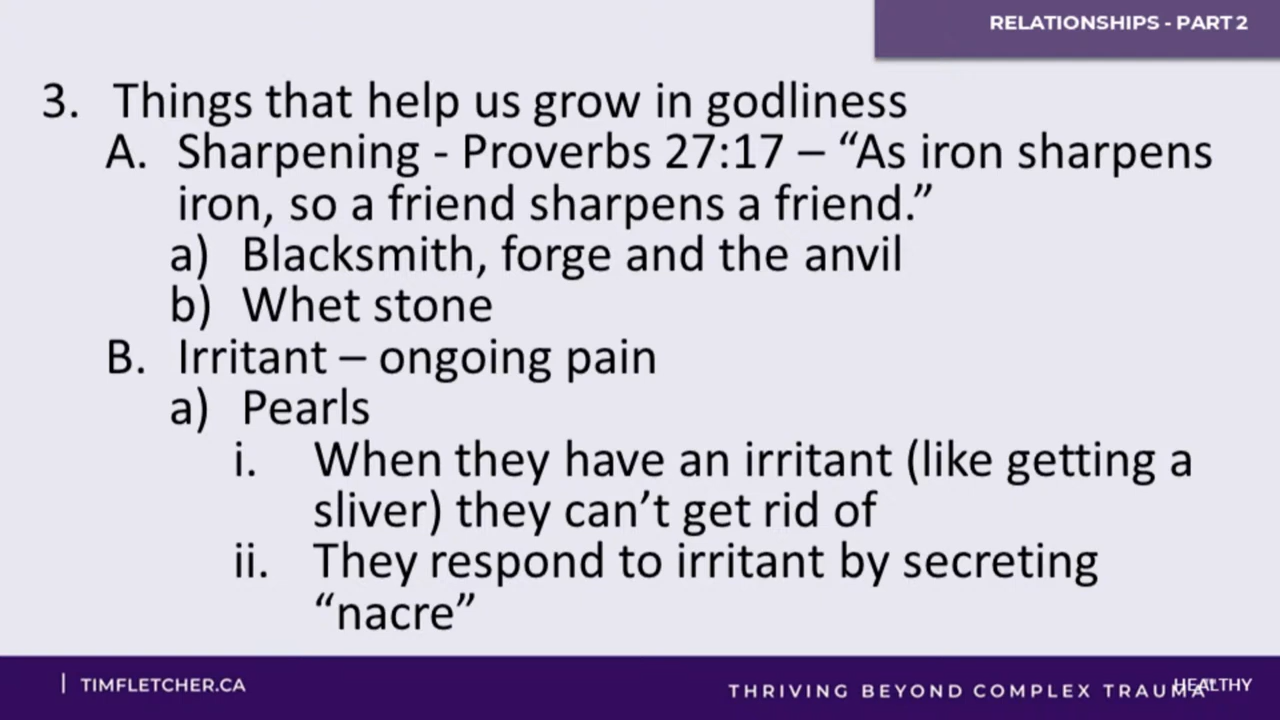 RELATIONSHIPS - PART 2
3. Things that help us grow in godliness
A. Sharpening - Proverbs 27:17 – “As iron sharpens
iron, so a friend sharpens a friend.”
a) Blacksmith, forge and the anvil
b) Whet stone
B. Irritant – ongoing pain
a) Pearls
i. When they have an irritant (like getting a
sliver) they can’t get rid of
ii. They respond to irritant by secreting
“nacre”
| TIMFLETCHER.CA
THRIVING BEYOND COMPLEX TRAUMA
HEALTHY